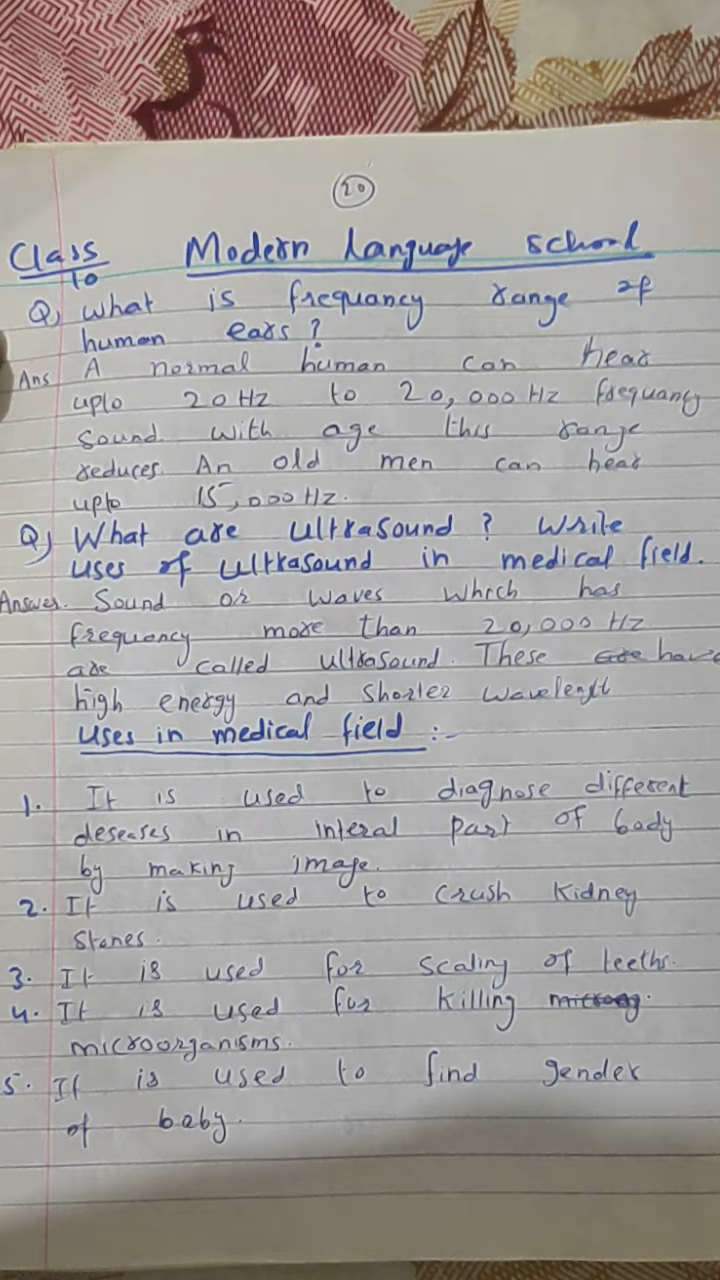 20
Class Modern language school
10
Q, what is frequancy range of
human ears ?
Ans A normal human can hear
upto 20 Hz to 20,000 Hz frequancy
sound. with age this range
reduces. An old men can hear
upto 15,000 Hz.
Q, What are Ultrasound ? Write
uses of ultrasound in medical field.
Answer. Sound or waves which has
frequency more than 20,000 Hz
are called ultrasound. These are have
high energy and shorter wavelengt
Uses in medical field :-
1. It is used to diagnose different
deseases in interal part of body
by making image.
2. It is used to crush kidney
stones.
3. It is used for scaling of teeths.
4. It is used for killing
microorganisms.
5. It is used to find gender
of baby.